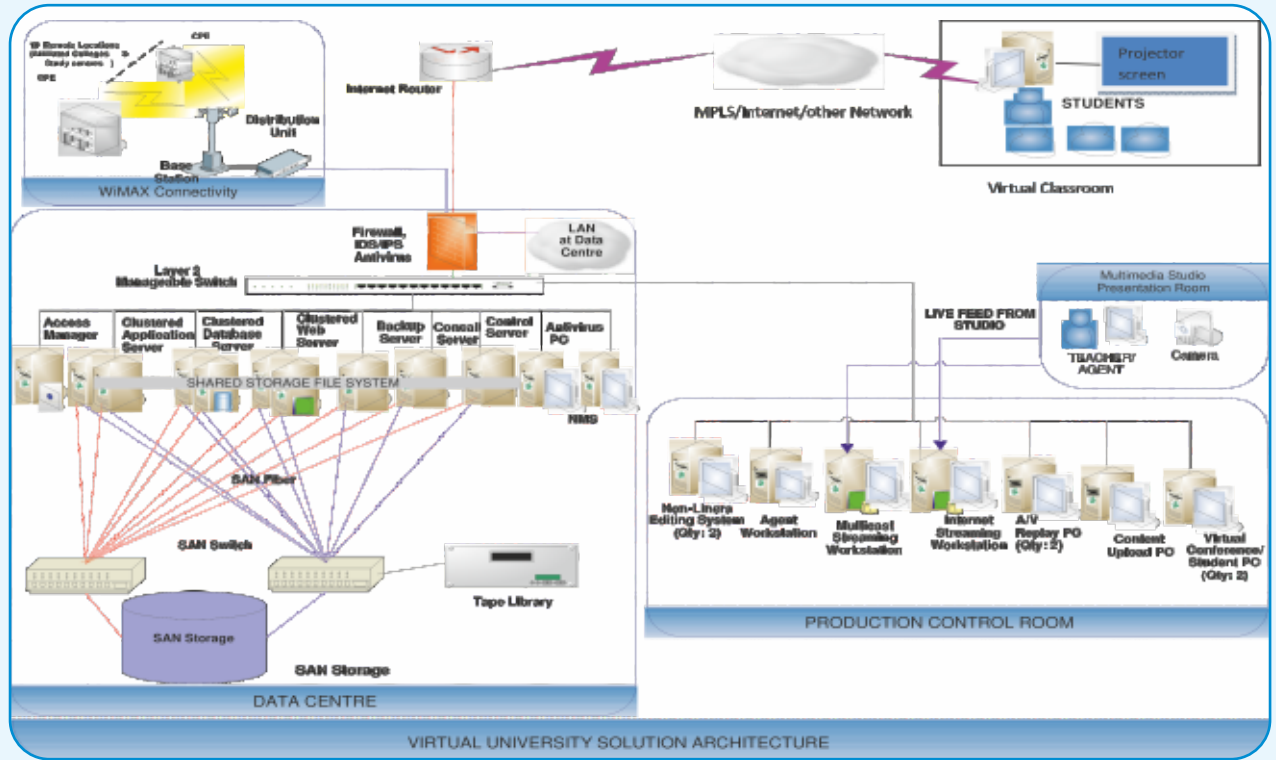 CPE
Remote Locations
CPE
Distribution
Unit
Base
Station
WiMAX Connectivity
Internet Router
MPLS/Internet/other Network
Projector
screen
STUDENTS
Virtual Classroom
Firewall,
IDS/IPS
Antivirus
LAN
at Data
Centre
Layer 2
Manageable Switch
Access
Manager
Clustered
Application
Server
Clustered
Database
Server
Clustered
Web
Server
Backup
Server
Server
Control
Server
Antivirus
PC
SHARED STORAGE FILE SYSTEM
NMS
SAN Fiber
SAN Switch
Tape Library
SAN Storage
SAN Storage
DATA CENTRE
Multimedia Studio
Presentation Room
LIVE FEED FROM
STUDIO
TEACHER/
AGENT
Camera
Non-Linera
Editing System
(Qty: 2)
Agent
Workstation
Multicast
Streaming
Workstation
Internet
Streaming
Workstation
A/V
Replay PC
(Qty: 2)
Content
Upload PC
Virtual
Conference/
Student PC
(Qty: 2)
PRODUCTION CONTROL ROOM
VIRTUAL UNIVERSITY SOLUTION ARCHITECTURE